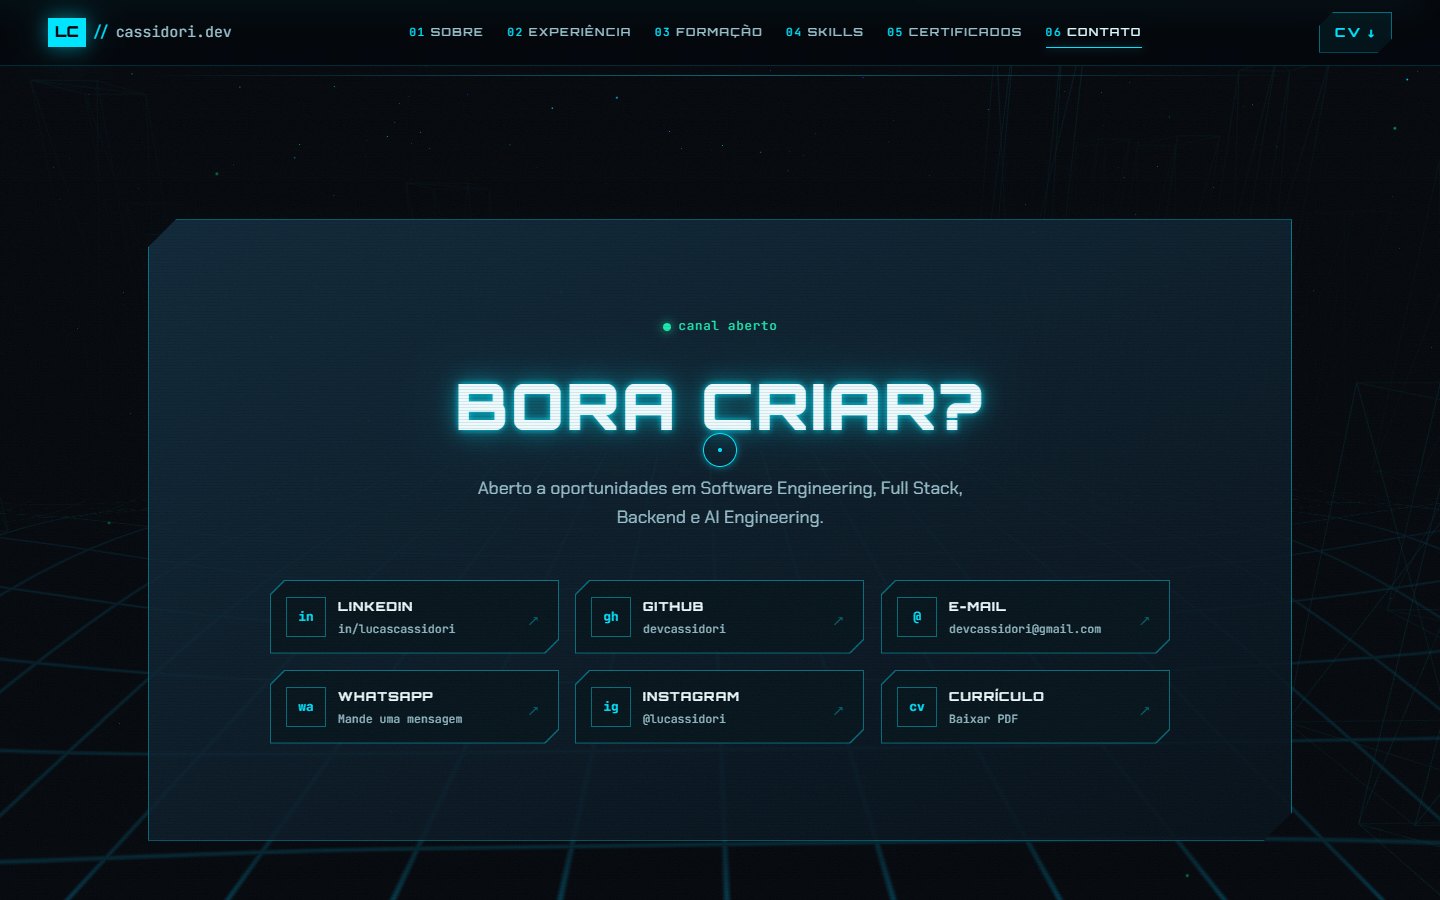 LC // cassidori.dev
01 SOBRE 02 EXPERIÊNCIA 03 FORMAÇÃO 04 SKILLS 05 CERTIFICADOS 06 CONTATO
CV ↓
canal aberto
BORA CRIAR?
Aberto a oportunidades em Software Engineering, Full Stack,
Backend e AI Engineering.
in LINKEDIN
in/lucascassidori ↗
gh GITHUB
devcassidori ↗
@ E-MAIL
devcassidori@gmail.com ↗
wa WHATSAPP
Mande uma mensagem ↗
ig INSTAGRAM
@lucassidori ↗
cv CURRÍCULO
Baixar PDF ↗